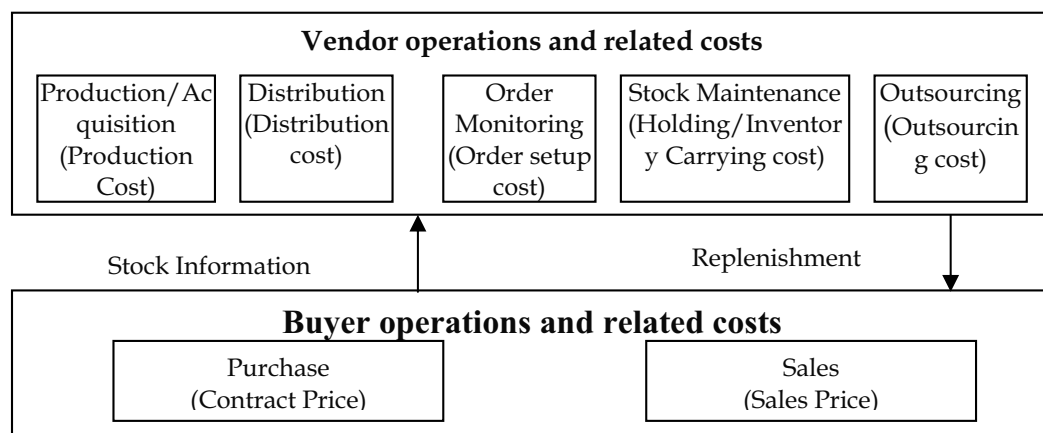 Vendor operations and related costs
Production/Ac
quisition
(Production
Cost)
Distribution
(Distribution
cost)
Order
Monitoring
(Order setup
cost)
Stock Maintenance
(Holding/Inventor
y Carrying cost)
Outsourcing
(Outsourcin
g cost)
Stock Information
Replenishment
Buyer operations and related costs
Purchase
(Contract Price)
Sales
(Sales Price)